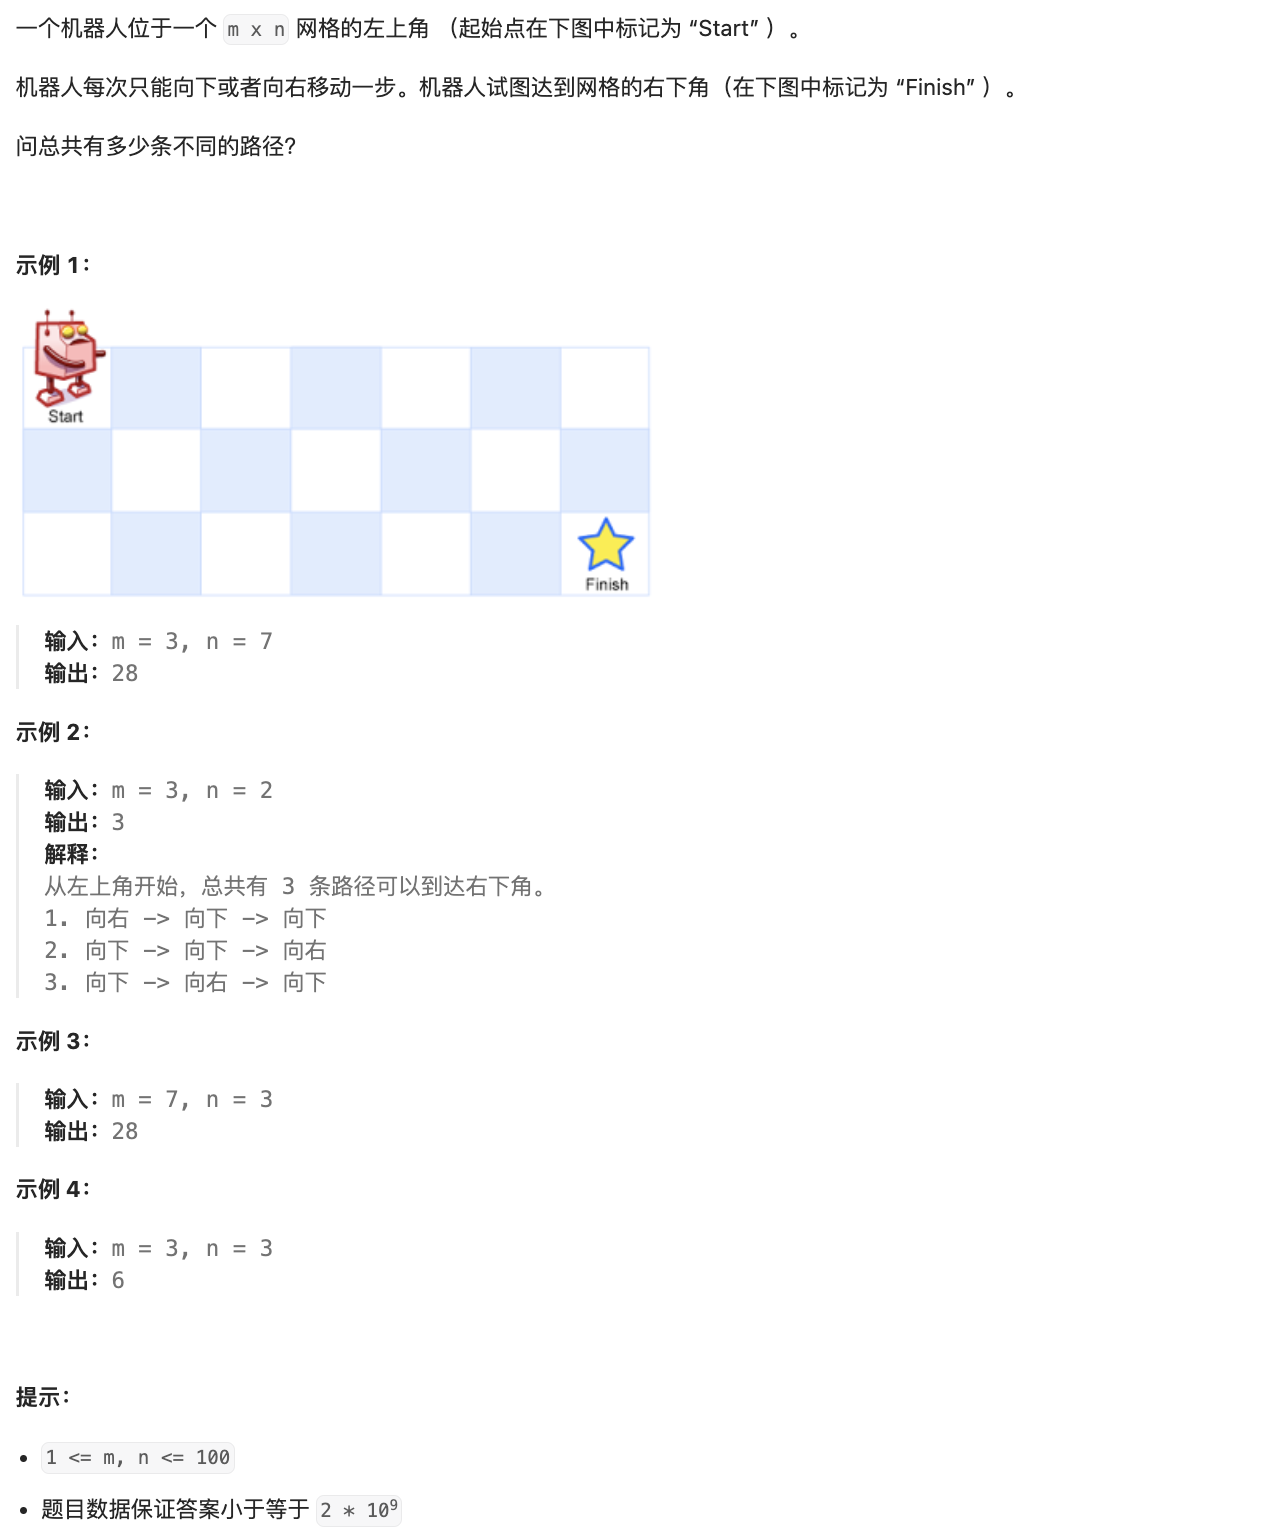 一个机器人位于一个 m x n 网格的左上角 （起始点在下图中标记为 “Start” ）。
机器人每次只能向下或者向右移动一步。机器人试图达到网格的右下角（在下图中标记为 “Finish” ）。
问总共有多少条不同的路径?
示例 1：
Start
Finish
输入：m = 3, n = 7
输出：28
示例 2：
输入：m = 3, n = 2
输出：3
解释：
从左上角开始，总共有 3 条路径可以到达右下角。
1. 向右 -> 向下 -> 向下
2. 向下 -> 向下 -> 向右
3. 向下 -> 向右 -> 向下
示例 3：
输入：m = 7, n = 3
输出：28
示例 4：
输入：m = 3, n = 3
输出：6
提示：
• 1 <= m, n <= 100
• 题目数据保证答案小于等于 2 * 10⁹